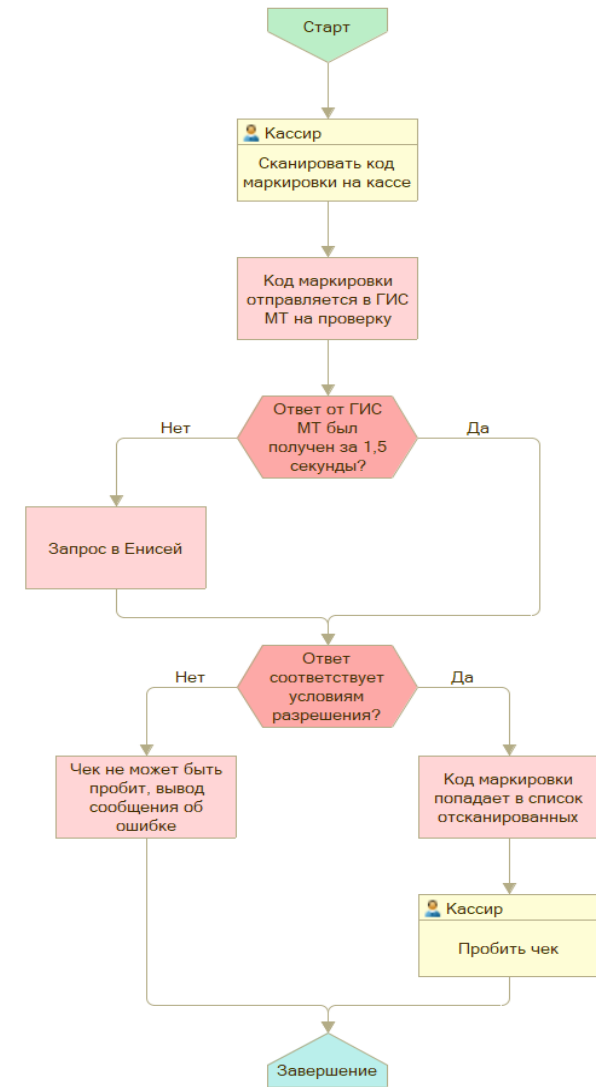 Старт
Кассир
Сканировать код
маркировки на кассе
Код маркировки
отправляется в ГИС
МТ на проверку
Ответ от ГИС
МТ был
получен за 1,5
секунды?
Нет
Да
Запрос в Енисей
Ответ
соответствует
условиям
разрешения?
Нет
Да
Чек не может быть
пробит, вывод
сообщения об
ошибке
Код маркировки
попадает в список
отсканированных
Кассир
Пробить чек
Завершение